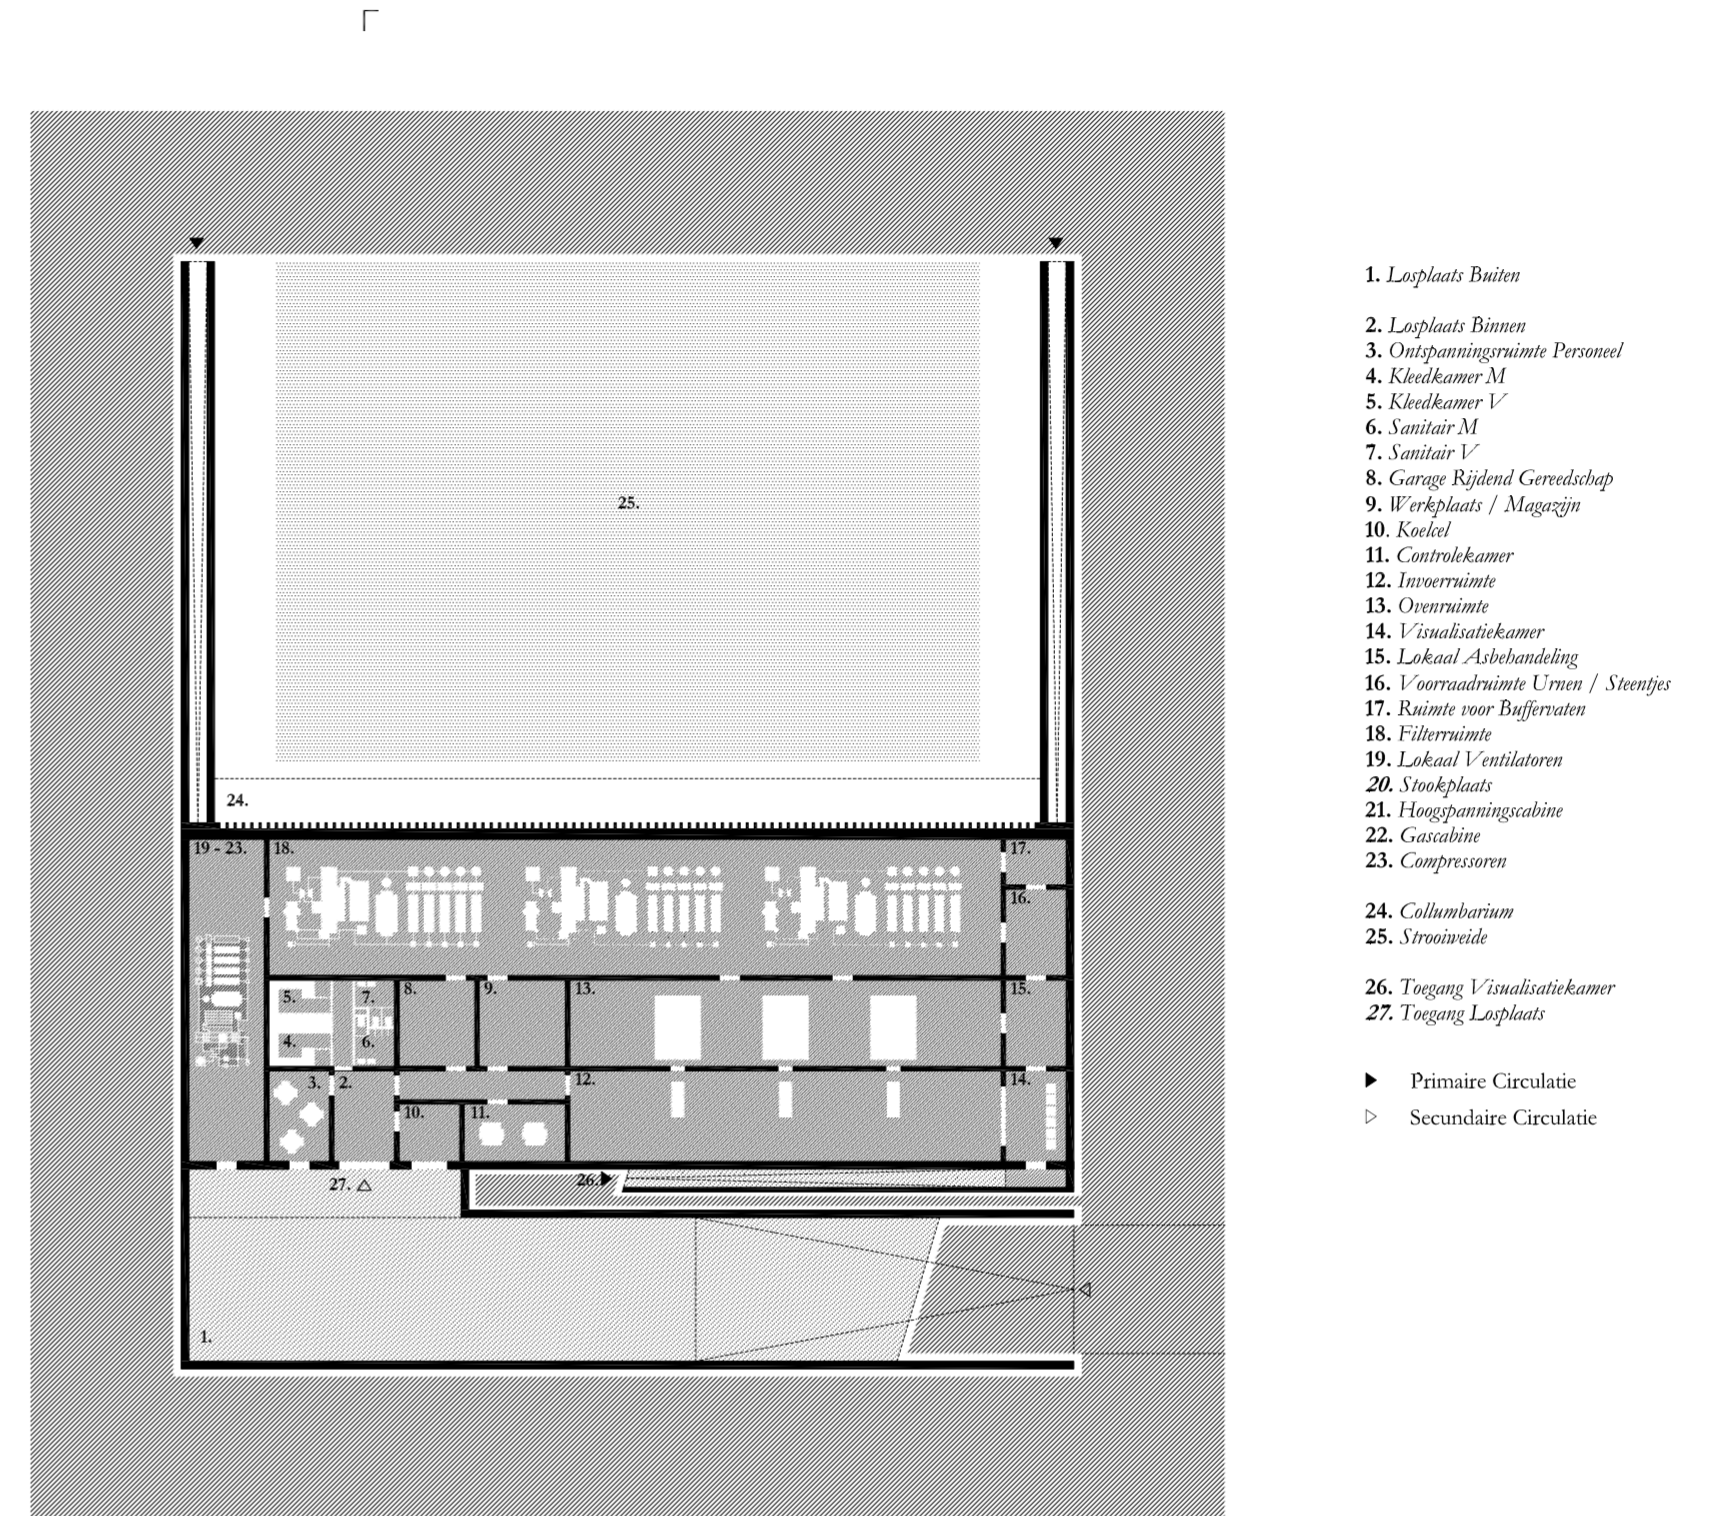 25.
24.
19 - 23.
18.
17.
16.
5.
7.
8.
9.
13.
15.
4.
6.
3.
2.
12.
14.
10.
11.
27.
26.
1.
1. Losplaats Buiten
2. Losplaats Binnen
3. Ontspanningsruimte Personeel
4. Kleedkamer M
5. Kleedkamer V
6. Sanitair M
7. Sanitair V
8. Garage Rijdend Gereedschap
9. Werkplaats / Magazijn
10. Koelcel
11. Controlekamer
12. Invoerruimte
13. Ovenruimte
14. Visualisatiekamer
15. Lokaal Asbehandeling
16. Voorraadruimte Urnen / Steentjes
17. Ruimte voor Buffervaten
18. Filterruimte
19. Lokaal Ventilatoren
20. Stookplaats
21. Hoogspanningscabine
22. Gascabine
23. Compressoren
24. Collumbarium
25. Strooiweide
26. Toegang Visualisatiekamer
27. Toegang Losplaats
Primaire Circulatie
Secundaire Circulatie